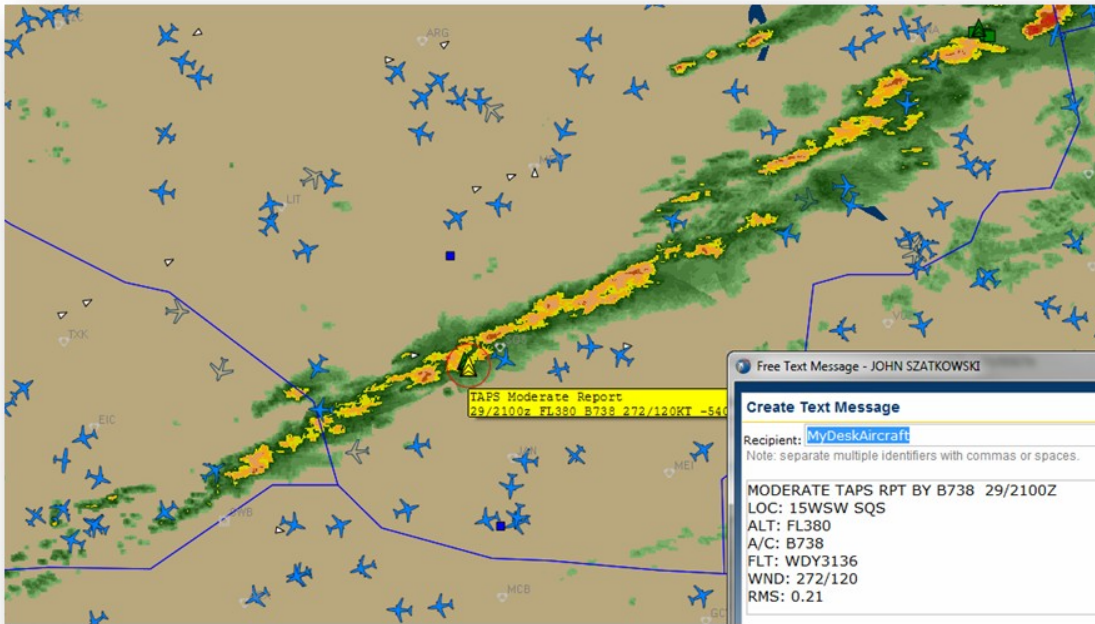 ARG
LIT
TXK
EIC
MEI
MCB
TAPS Moderate Report
29/2100z FL380 B738 272/120KT -540
Free Text Message - JOHN SZATKOWSKI
Create Text Message
Recipient: MyDeskAircraft
Note: separate multiple identifiers with commas or spaces.
MODERATE TAPS RPT BY B738 29/2100Z
LOC: 15WSW SQS
ALT: FL380
A/C: B738
FLT: WDY3136
WND: 272/120
RMS: 0.21